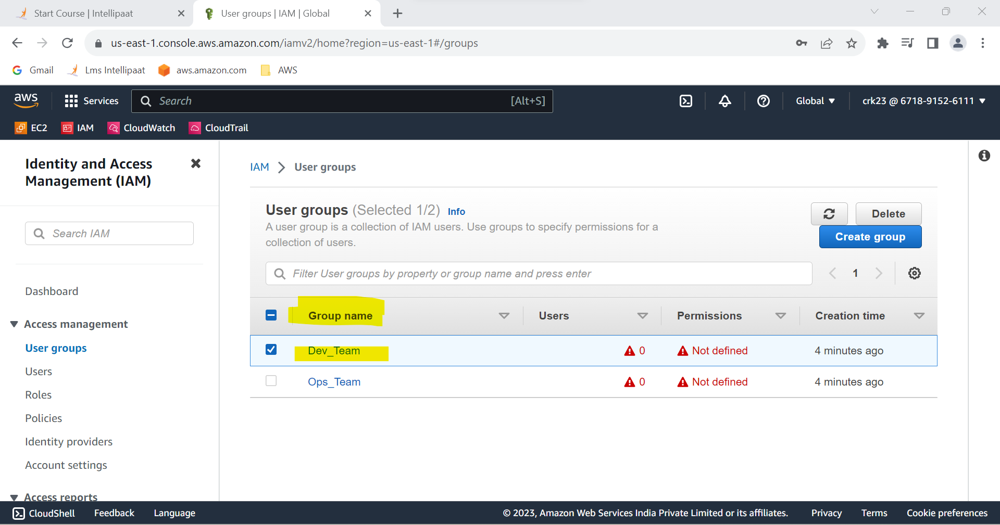 Start Course | Intellipaat
User groups | IAM | Global
us-east-1.console.aws.amazon.com/iamv2/home?region=us-east-1#/groups
Gmail Lms Intellipaat aws.amazon.com AWS
aws Services Search [Alt+S] Global crk23 @ 6718-9152-6111
EC2 IAM CloudWatch CloudTrail
Identity and Access
Management (IAM)
Search IAM
Dashboard
Access management
User groups
Users
Roles
Policies
Identity providers
Account settings
Access reports
IAM User groups
User groups (Selected 1/2) Info
A user group is a collection of IAM users. Use groups to specify permissions for a
collection of users.
Delete
Create group
Filter User groups by property or group name and press enter
1
Group name Users Permissions Creation time
Dev_Team 0 Not defined 4 minutes ago
Ops_Team 0 Not defined 4 minutes ago
CloudShell Feedback Language © 2023, Amazon Web Services India Private Limited or its affiliates. Privacy Terms Cookie preferences